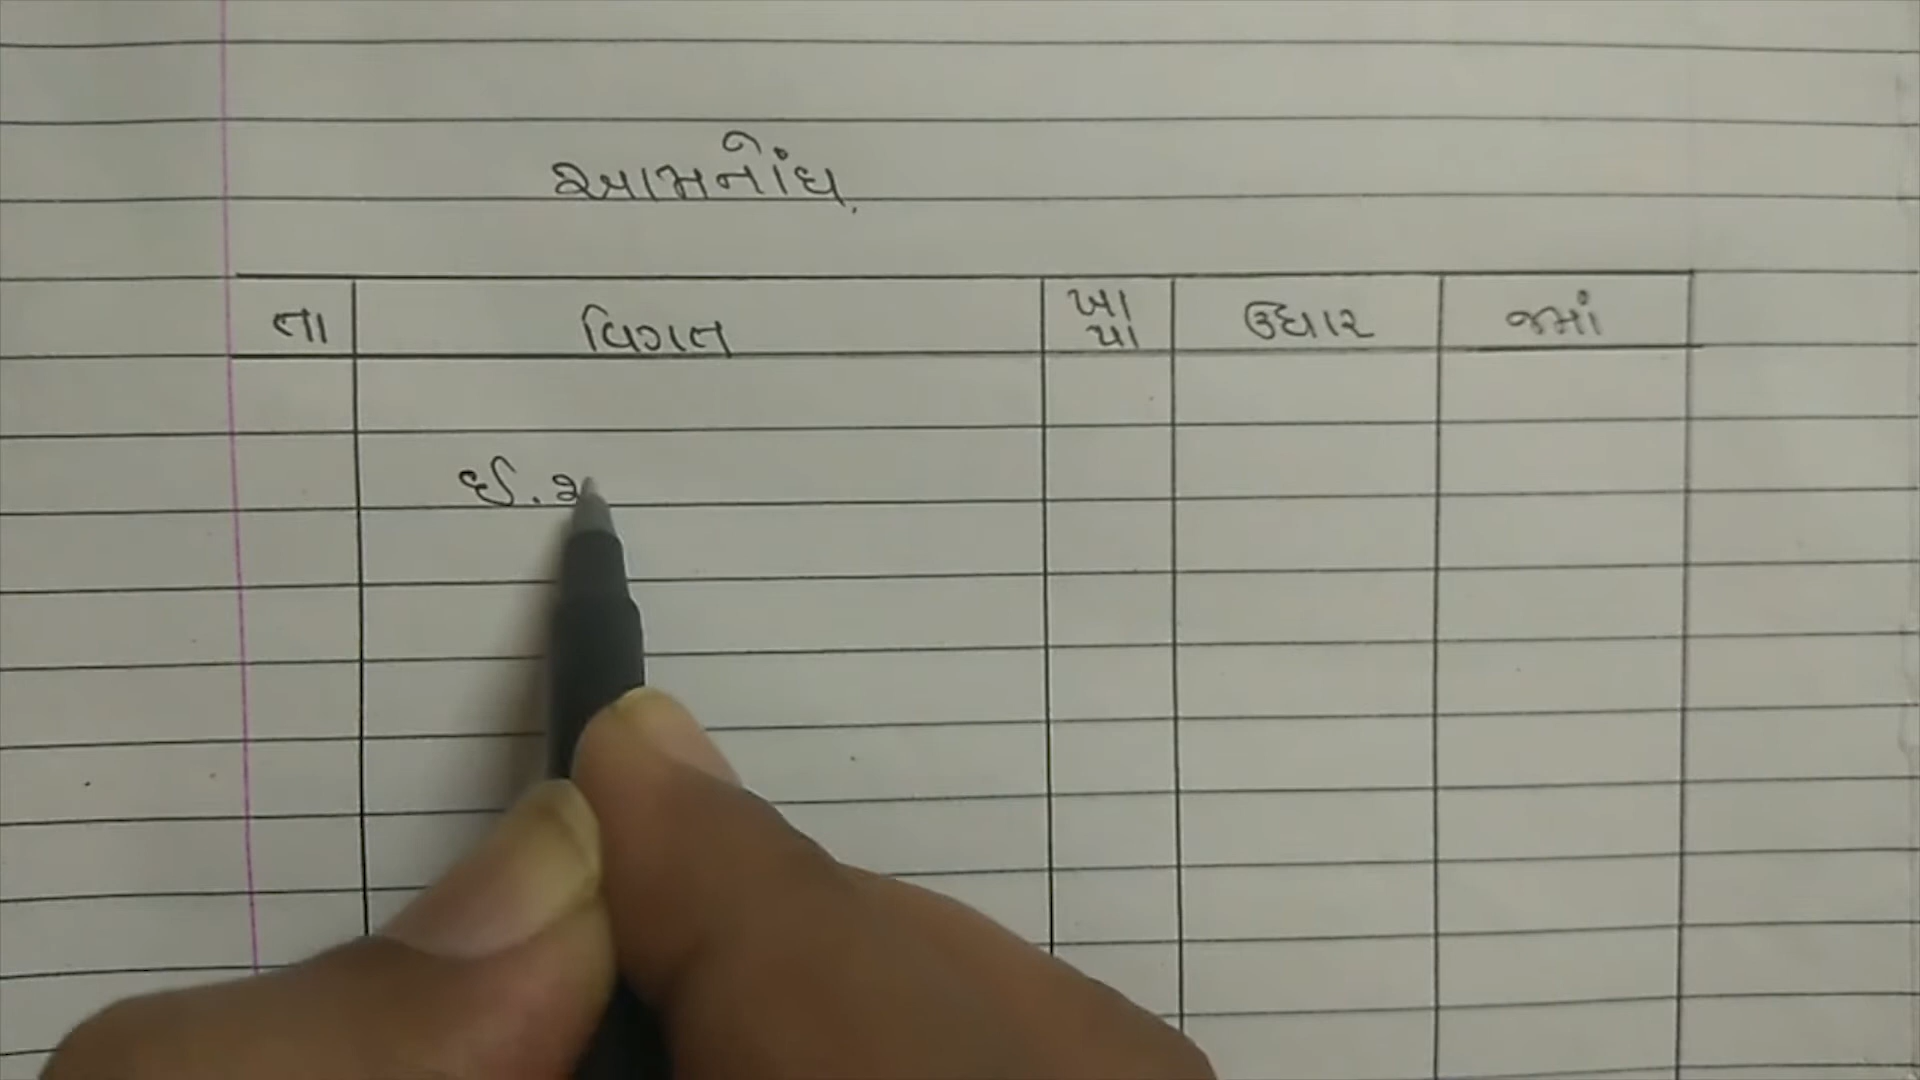 આમનોંધ
તા વિગત ખા પા ઉધાર જમાં
ઈ.